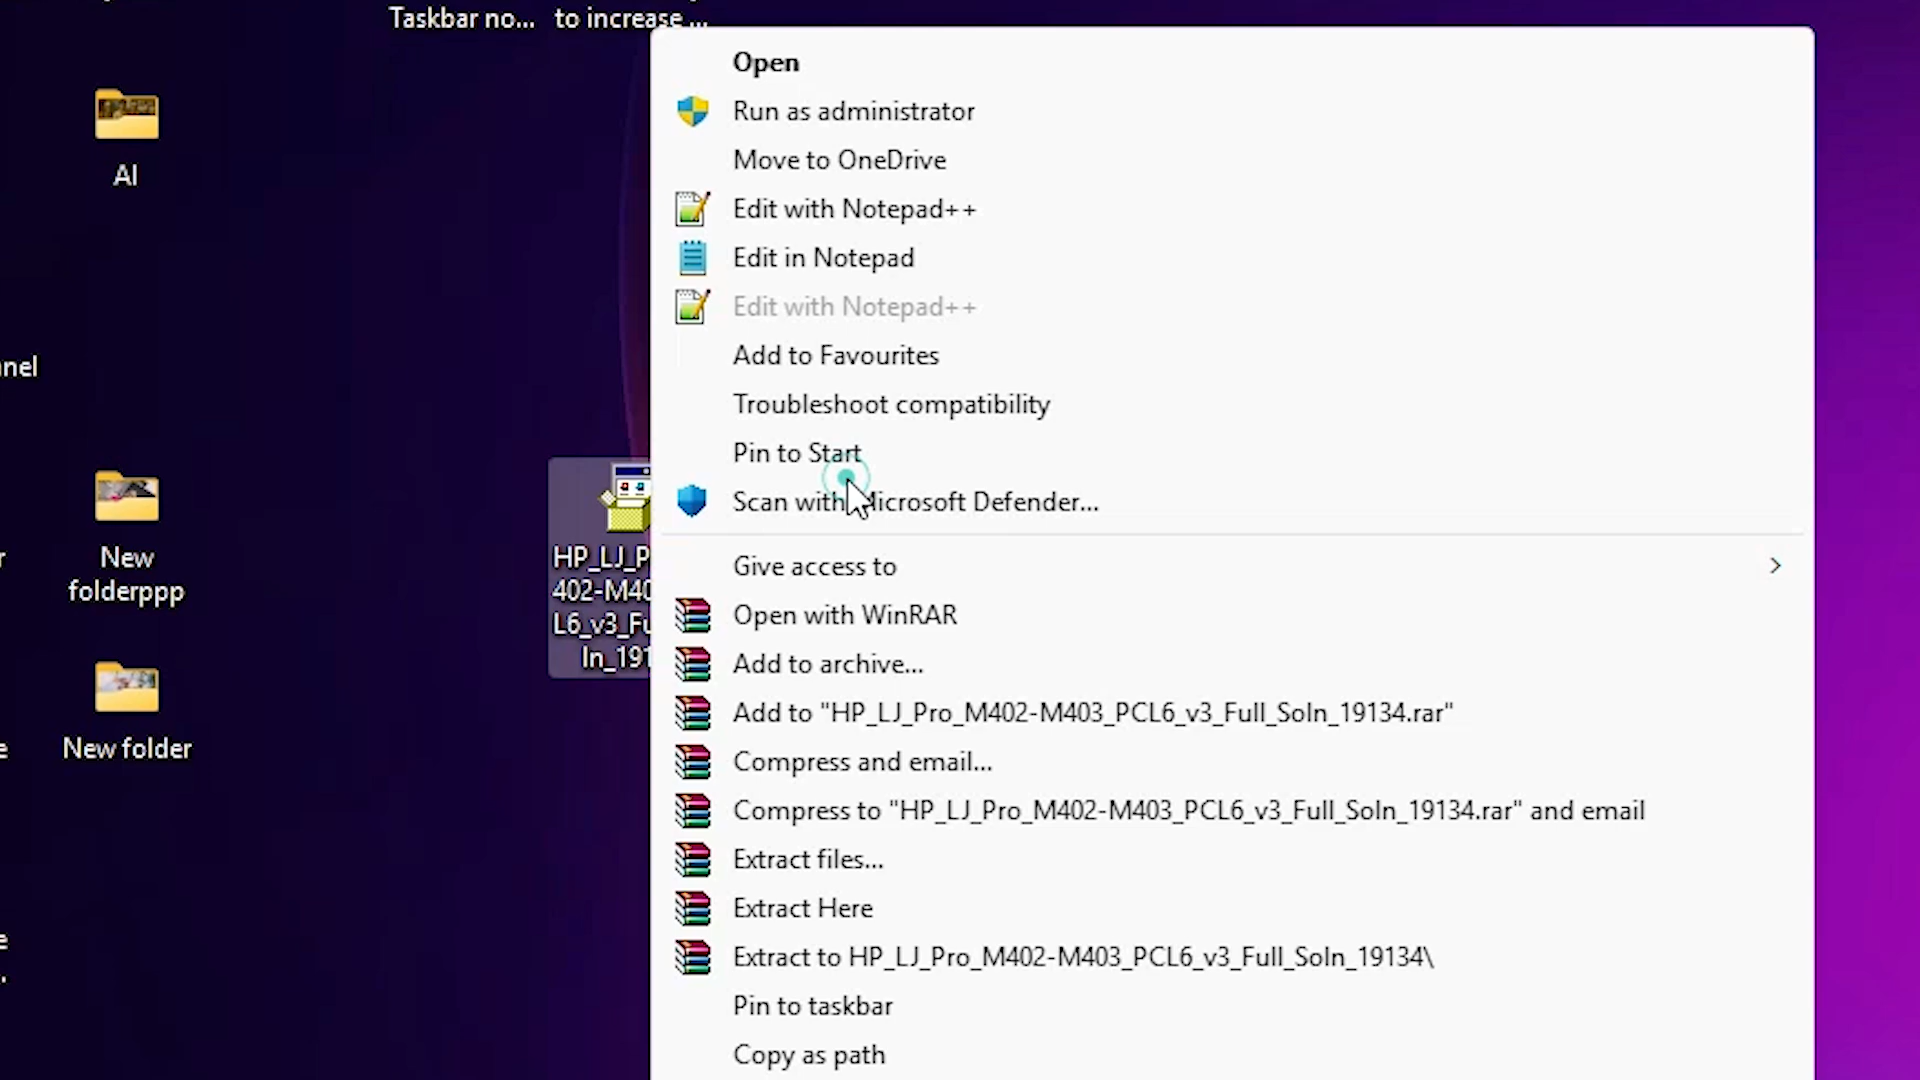 Taskbar no...
to increase ...
AI
nel
New
folderppp
New folder
HP_LJ_P
402-M40
L6_v3_Fu
ln_191
Open
Run as administrator
Move to OneDrive
Edit with Notepad++
Edit in Notepad
Edit with Notepad++
Add to Favourites
Troubleshoot compatibility
Pin to Start
Scan with Microsoft Defender...
Give access to
Open with WinRAR
Add to archive...
Add to "HP_LJ_Pro_M402-M403_PCL6_v3_Full_Soln_19134.rar"
Compress and email...
Compress to "HP_LJ_Pro_M402-M403_PCL6_v3_Full_Soln_19134.rar" and email
Extract files...
Extract Here
Extract to HP_LJ_Pro_M402-M403_PCL6_v3_Full_Soln_19134\
Pin to taskbar
Copy as path